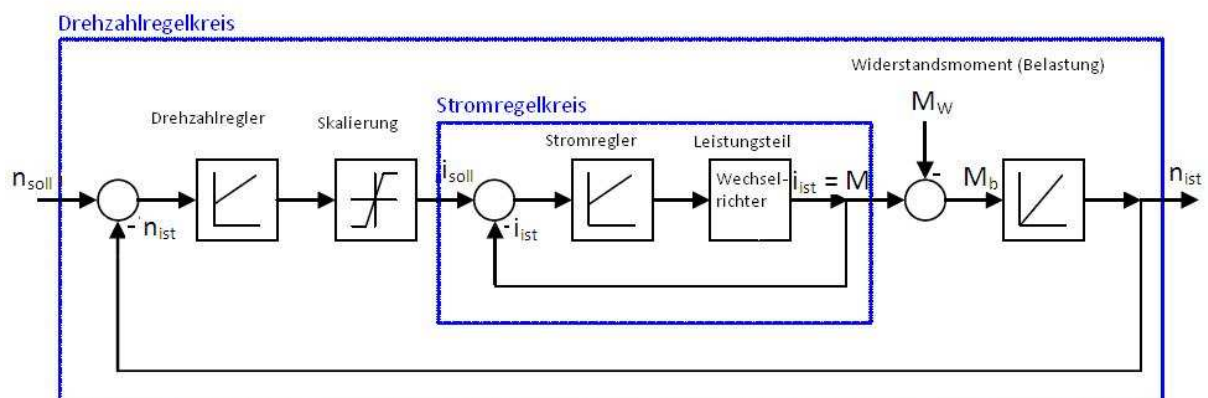 Drehzahlregelkreis
Widerstandsmoment (Belastung)
Stromregelkreis
M_W
Drehzahlregler
Skalierung
Stromregler
Leistungsteil
n_soll
i_soll
Wechsel-
richter
i_ist = M
-
M_b
n_ist
- n_ist
- i_ist